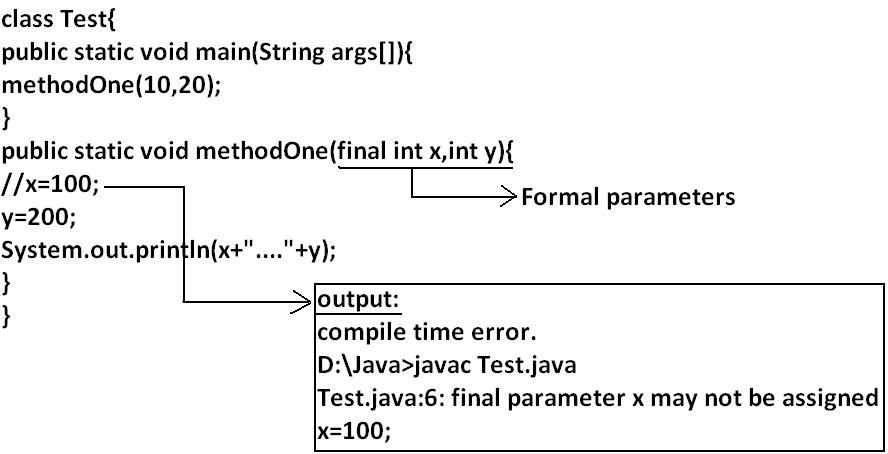 class Test{
public static void main(String args[]){
methodOne(10,20);
}
public static void methodOne(final int x,int y){
//x=100;
Formal parameters
y=200;
System.out.println(x+"...."+y);
}
}
output:
compile time error.
D:\Java>javac Test.java
Test.java:6: final parameter x may not be assigned
x=100;